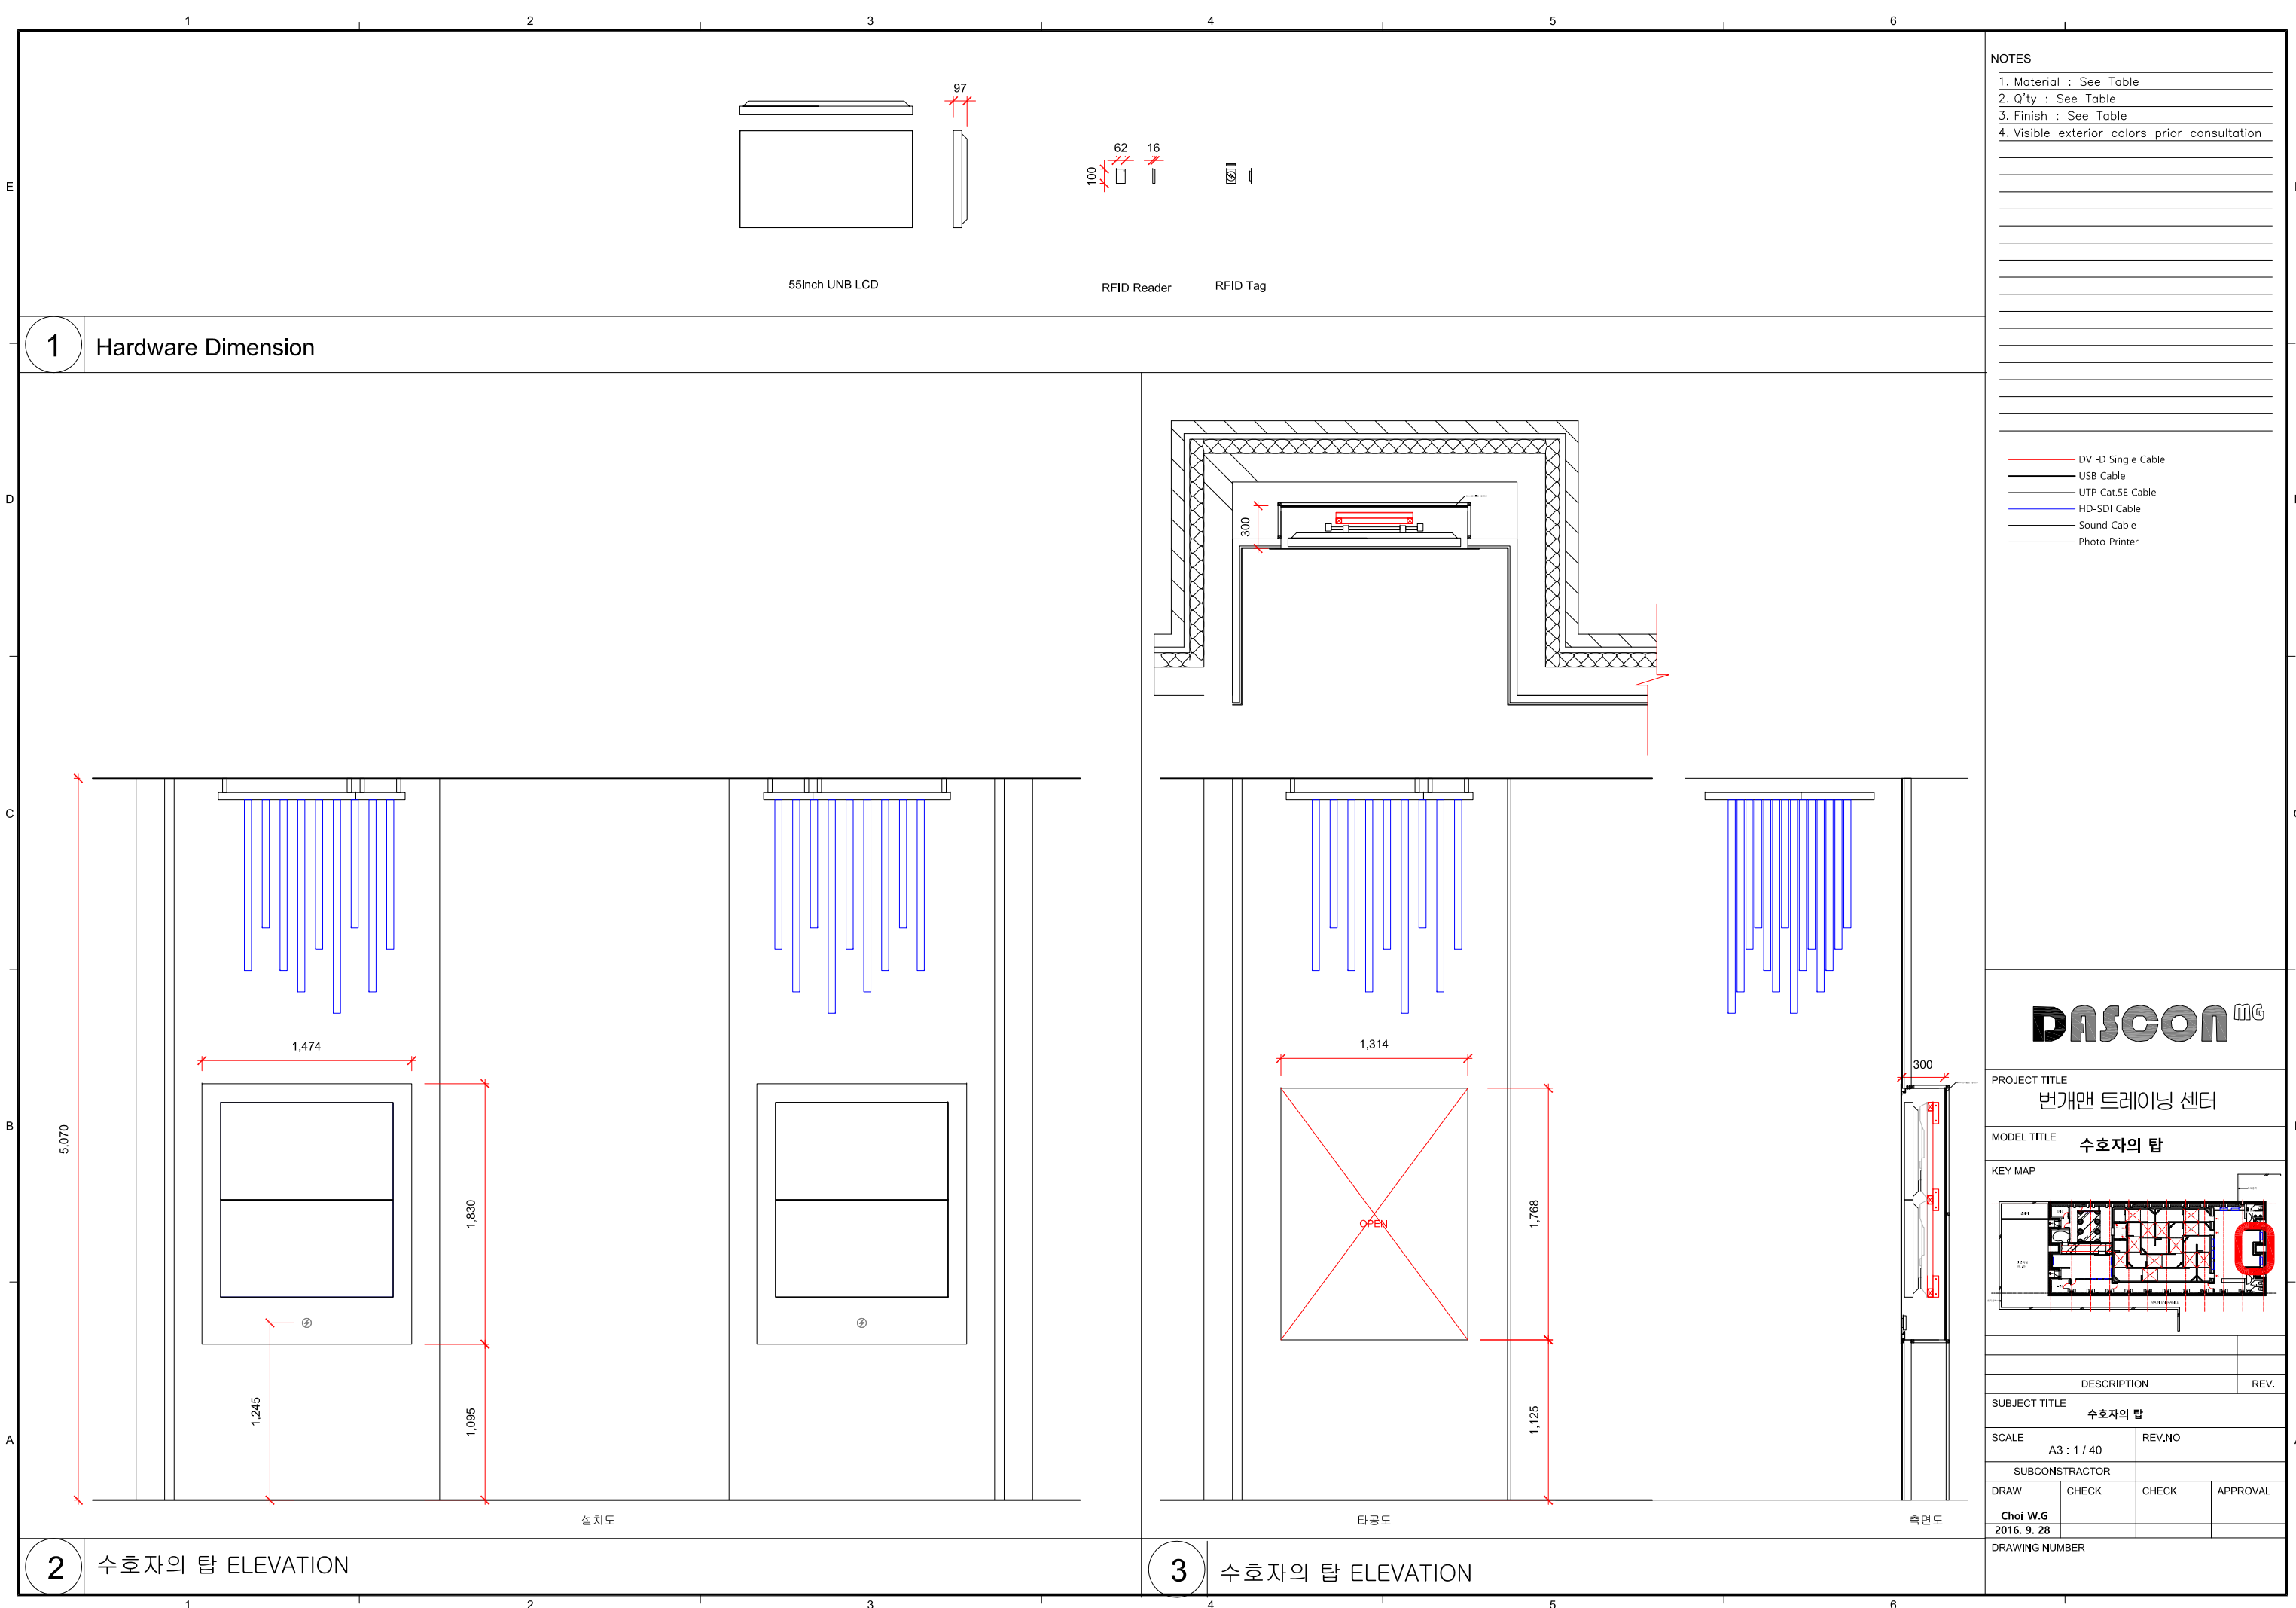 1 2 3 4 5 6
NOTES
1. Material : See Table
2. Q'ty : See Table
3. Finish : See Table
4. Visible exterior colors prior consultation
97
62
16
100
55inch UNB LCD
RFID Reader
RFID Tag
E
1
Hardware Dimension
D
DVI-D Single Cable
USB Cable
UTP Cat.5E Cable
HD-SDI Cable
Sound Cable
Photo Printer
300
C
1,474
1,830
5,070
1,245
1,095
B
A
1,314
OPEN
1,768
1,125
300
설치도
타공도
측면도
2
수호자의 탑 ELEVATION
3
수호자의 탑 ELEVATION
DASCON MG
PROJECT TITLE
번개맨 트레이닝 센터
MODEL TITLE
수호자의 탑
KEY MAP
DESCRIPTION
REV.
SUBJECT TITLE
수호자의 탑
SCALE
A3 : 1 / 40
REV.NO
SUBCONSTRACTOR
DRAW
CHECK
CHECK
APPROVAL
Choi W.G
2016. 9. 28
DRAWING NUMBER
1 2 3 4 5 6